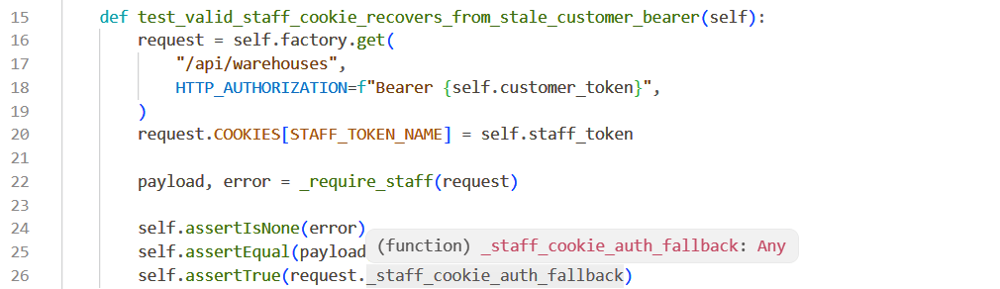 15 def test_valid_staff_cookie_recovers_from_stale_customer_bearer(self):
16 request = self.factory.get(
17 "/api/warehouses",
18 HTTP_AUTHORIZATION=f"Bearer {self.customer_token}",
19 )
20 request.COOKIES[STAFF_TOKEN_NAME] = self.staff_token
21
22 payload, error = _require_staff(request)
23
24 self.assertIsNone(error)
(function) _staff_cookie_auth_fallback: Any
25 self.assertEqual(payload
26 self.assertTrue(request._staff_cookie_auth_fallback)